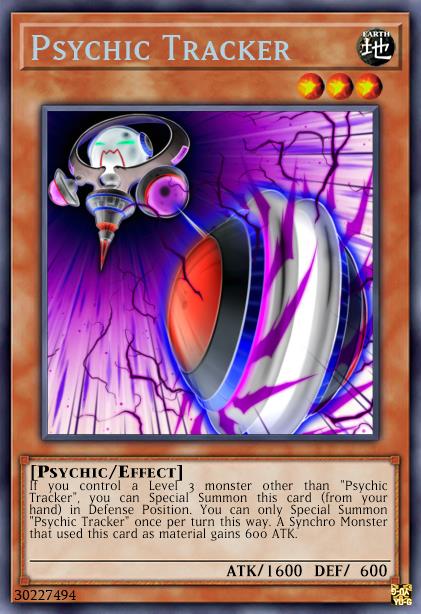 PSYCHIC TRACKER
EARTH
地
[PSYCHIC/EFFECT]
If you control a Level 3 monster other than "Psychic
Tracker", you can Special Summon this card (from your
hand) in Defense Position. You can only Special Summon
"Psychic Tracker" once per turn this way. A Synchro Monster
that used this card as material gains 600 ATK.
ATK/1600 DEF/ 600
30227494